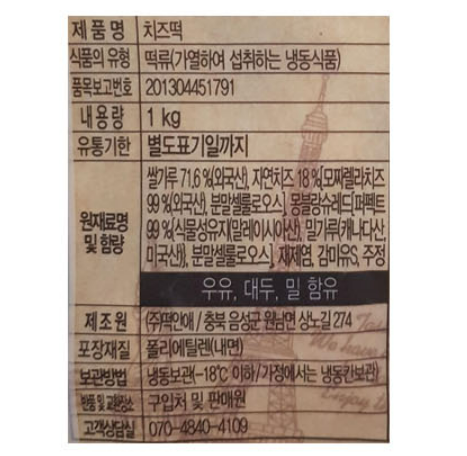 제품명 치즈떡
식품의 유형 떡류(가열하여 섭취하는 냉동식품)
품목보고번호 201304451791
내용량 1 kg
유통기한 별도표기일까지
원재료명 및 함량 쌀가루 71.6 %(외국산), 자연치즈 18 %[모짜렐라치즈
99 %(외국산), 분말셀룰로오스], 몽블랑슈레드[퍼펙트
99 %(식물성유지(말레이시아산), 밀가루(캐나다산
미국산), 분말셀룰로오스], 재제염, 감미유S, 주정
우유, 대두, 밀 함유
제조원 (주)떡안애 / 충북 음성군 원남면 상노길 274
포장재질 폴리에틸렌(내면)
보관방법 냉동보관(-18℃ 이하/가정에서는 냉동칸보관)
반품 및 교환장소 구입처 및 판매원
고객상담실 070-4840-4109